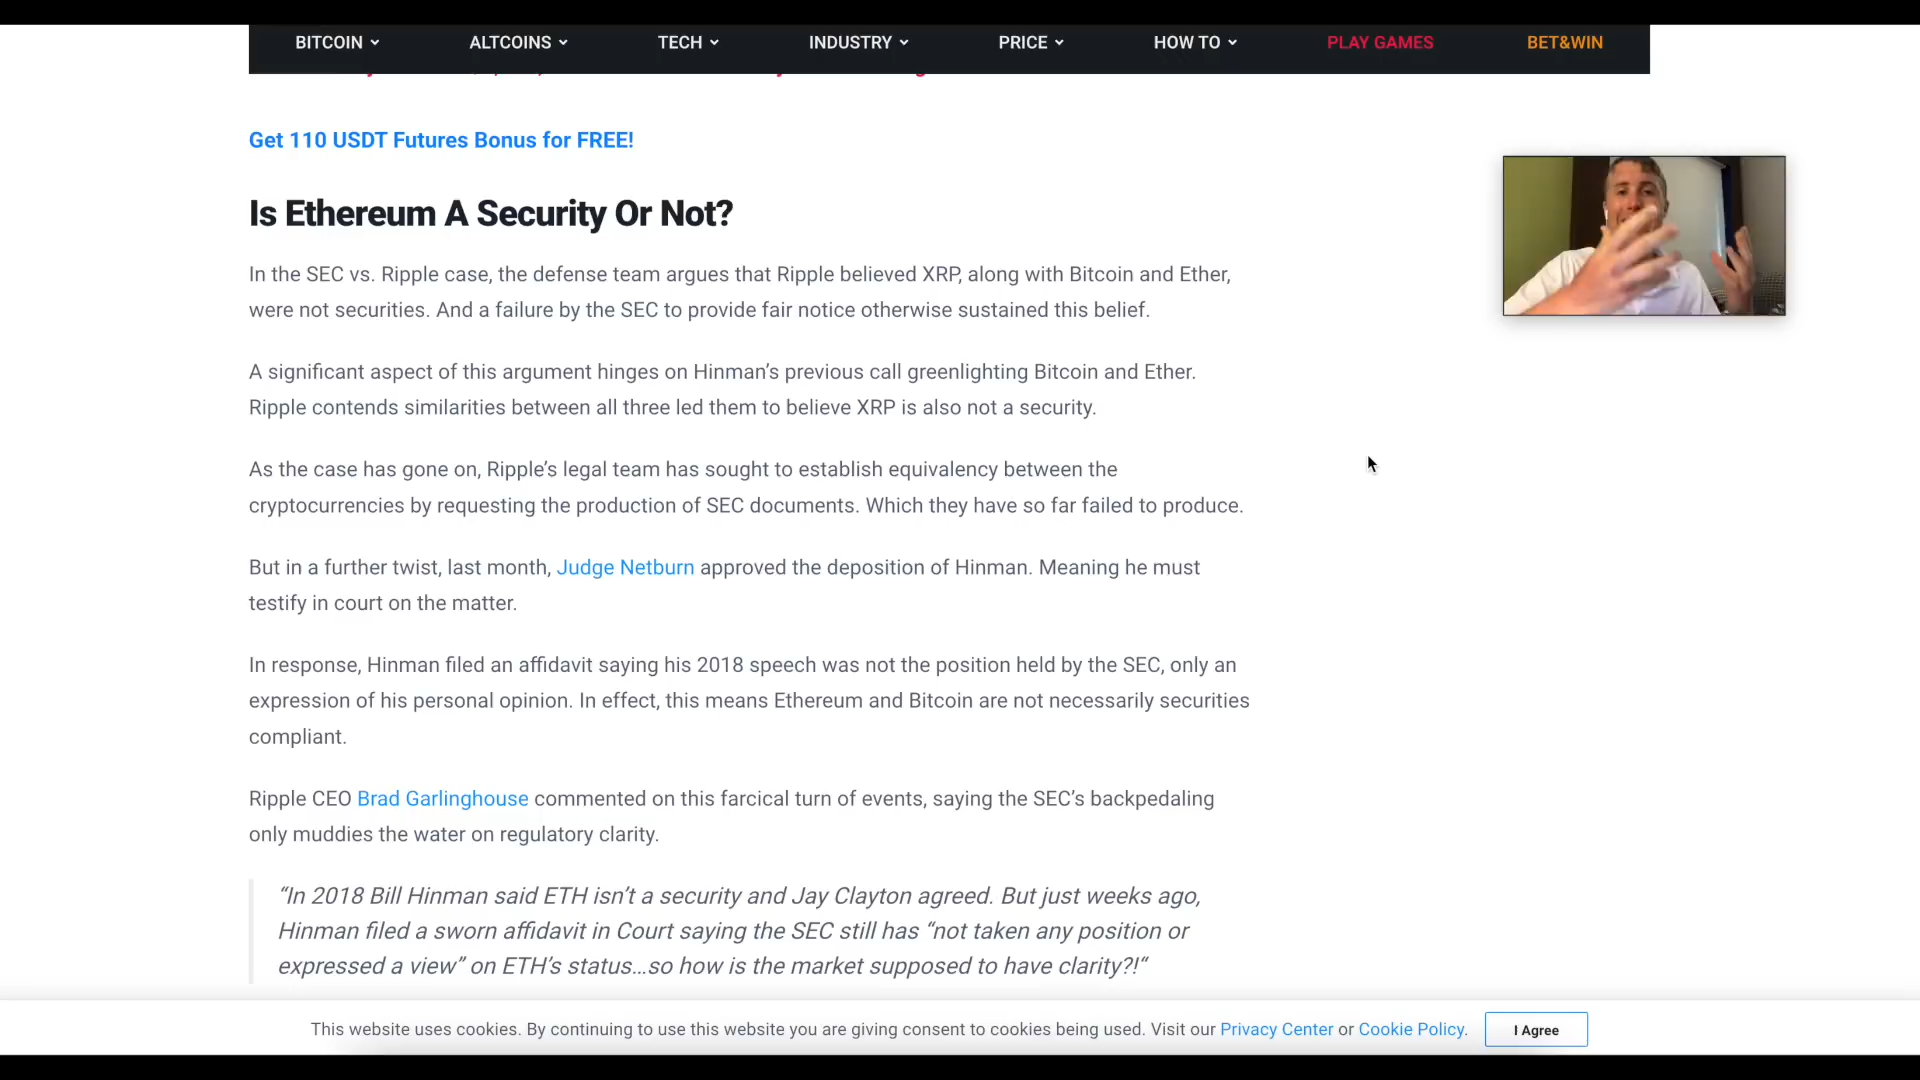 BITCOIN ALTCOINS TECH INDUSTRY PRICE HOW TO PLAY GAMES BET&WIN
Get 110 USDT Futures Bonus for FREE!
Is Ethereum A Security Or Not?
In the SEC vs. Ripple case, the defense team argues that Ripple believed XRP, along with Bitcoin and Ether,
were not securities. And a failure by the SEC to provide fair notice otherwise sustained this belief.
A significant aspect of this argument hinges on Hinman’s previous call greenlighting Bitcoin and Ether.
Ripple contends similarities between all three led them to believe XRP is also not a security.
As the case has gone on, Ripple’s legal team has sought to establish equivalency between the
cryptocurrencies by requesting the production of SEC documents. Which they have so far failed to produce.
But in a further twist, last month, Judge Netburn approved the deposition of Hinman. Meaning he must
testify in court on the matter.
In response, Hinman filed an affidavit saying his 2018 speech was not the position held by the SEC, only an
expression of his personal opinion. In effect, this means Ethereum and Bitcoin are not necessarily securities
compliant.
Ripple CEO Brad Garlinghouse commented on this farcical turn of events, saying the SEC’s backpedaling
only muddies the water on regulatory clarity.
“In 2018 Bill Hinman said ETH isn’t a security and Jay Clayton agreed. But just weeks ago,
Hinman filed a sworn affidavit in Court saying the SEC still has “not taken any position or
expressed a view” on ETH’s status…so how is the market supposed to have clarity?!“
This website uses cookies. By continuing to use this website you are giving consent to cookies being used. Visit our Privacy Center or Cookie Policy. I Agree